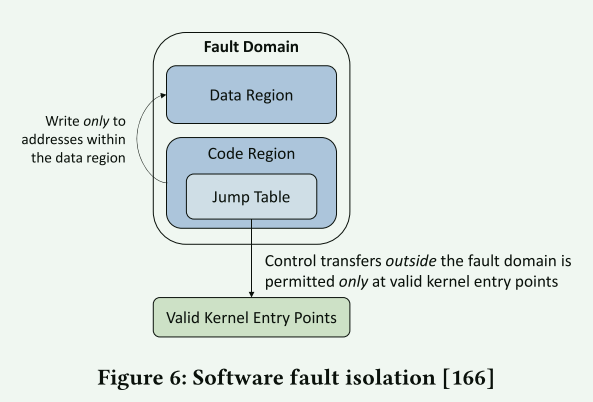 Fault Domain
Data Region
Write only to
addresses within
the data region
Code Region
Jump Table
Control transfers outside the fault domain is
permitted only at valid kernel entry points
Valid Kernel Entry Points
Figure 6: Software fault isolation [166]